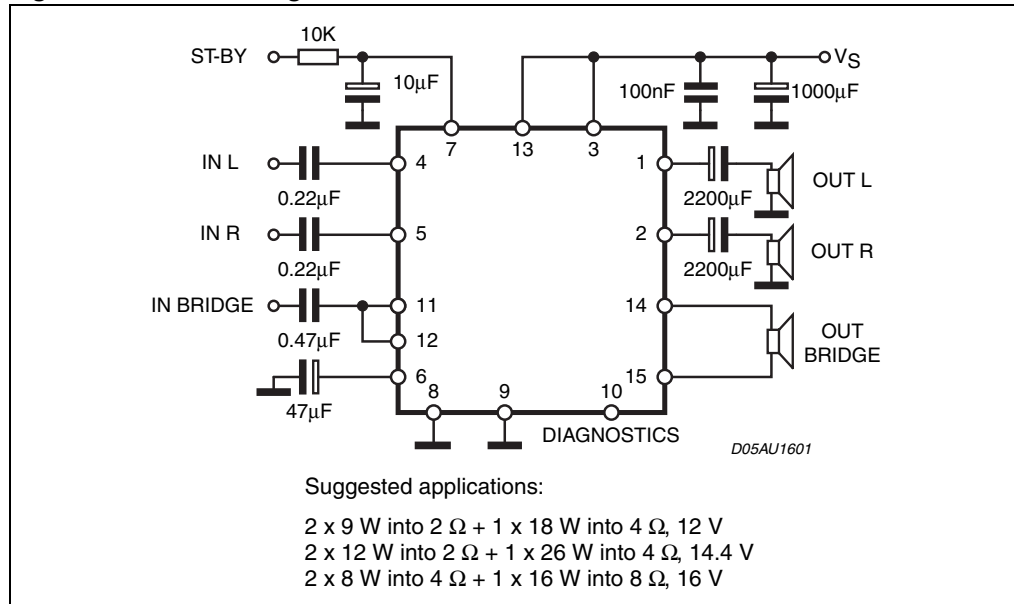 10K
ST-BY
10µF
7
13
3
100nF
VS
1000µF
IN L
0.22µF
4
1
2200µF
OUT L
IN R
0.22µF
5
2
2200µF
OUT R
IN BRIDGE
0.47µF
11
12
14
15
OUT
BRIDGE
6
47µF
8
9
10
DIAGNOSTICS
D05AU1601
Suggested applications:
2 x 9 W into 2 Ω + 1 x 18 W into 4 Ω, 12 V
2 x 12 W into 2 Ω + 1 x 26 W into 4 Ω, 14.4 V
2 x 8 W into 4 Ω + 1 x 16 W into 8 Ω, 16 V